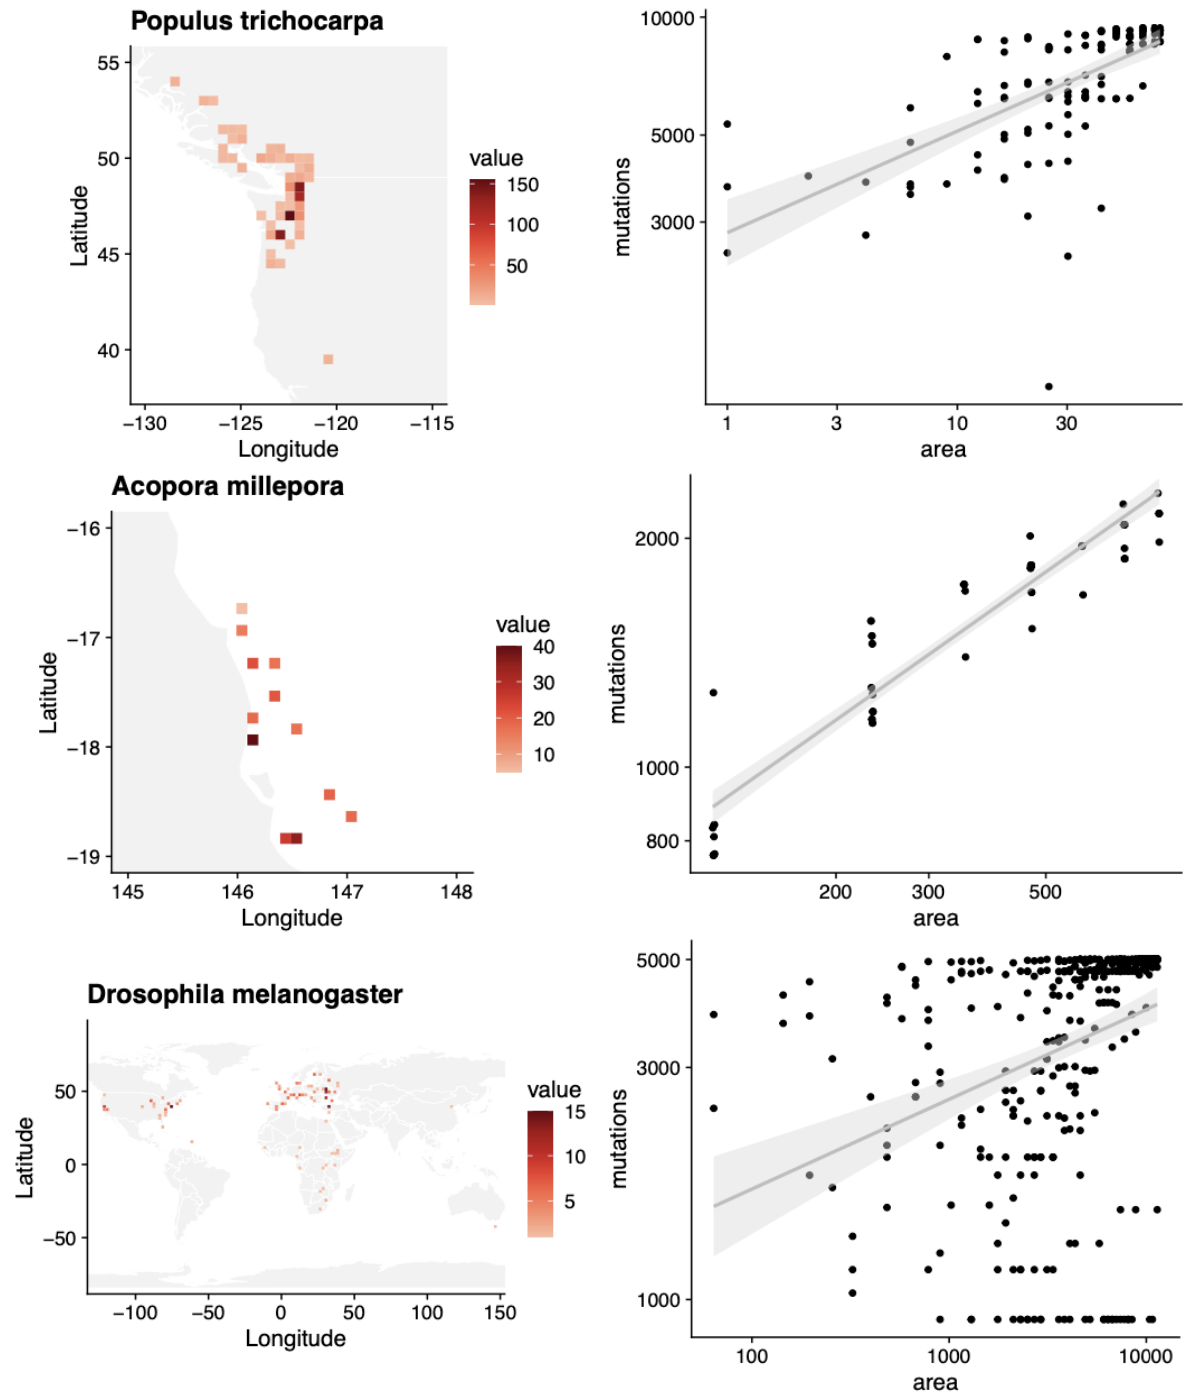 Populus trichocarpa
55
50
45
40
Latitude
−130 −125 −120 −115
Longitude
value
150
100
50
10000
5000
3000
mutations
1 3 10 30
area
Acopora millepora
−16
−17
−18
−19
Latitude
145 146 147 148
Longitude
value
40
30
20
10
2000
1000
800
mutations
200 300 500
area
Drosophila melanogaster
50
0
−50
Latitude
−100 −50 0 50 100 150
Longitude
value
15
10
5
5000
3000
1000
mutations
100 1000 10000
area